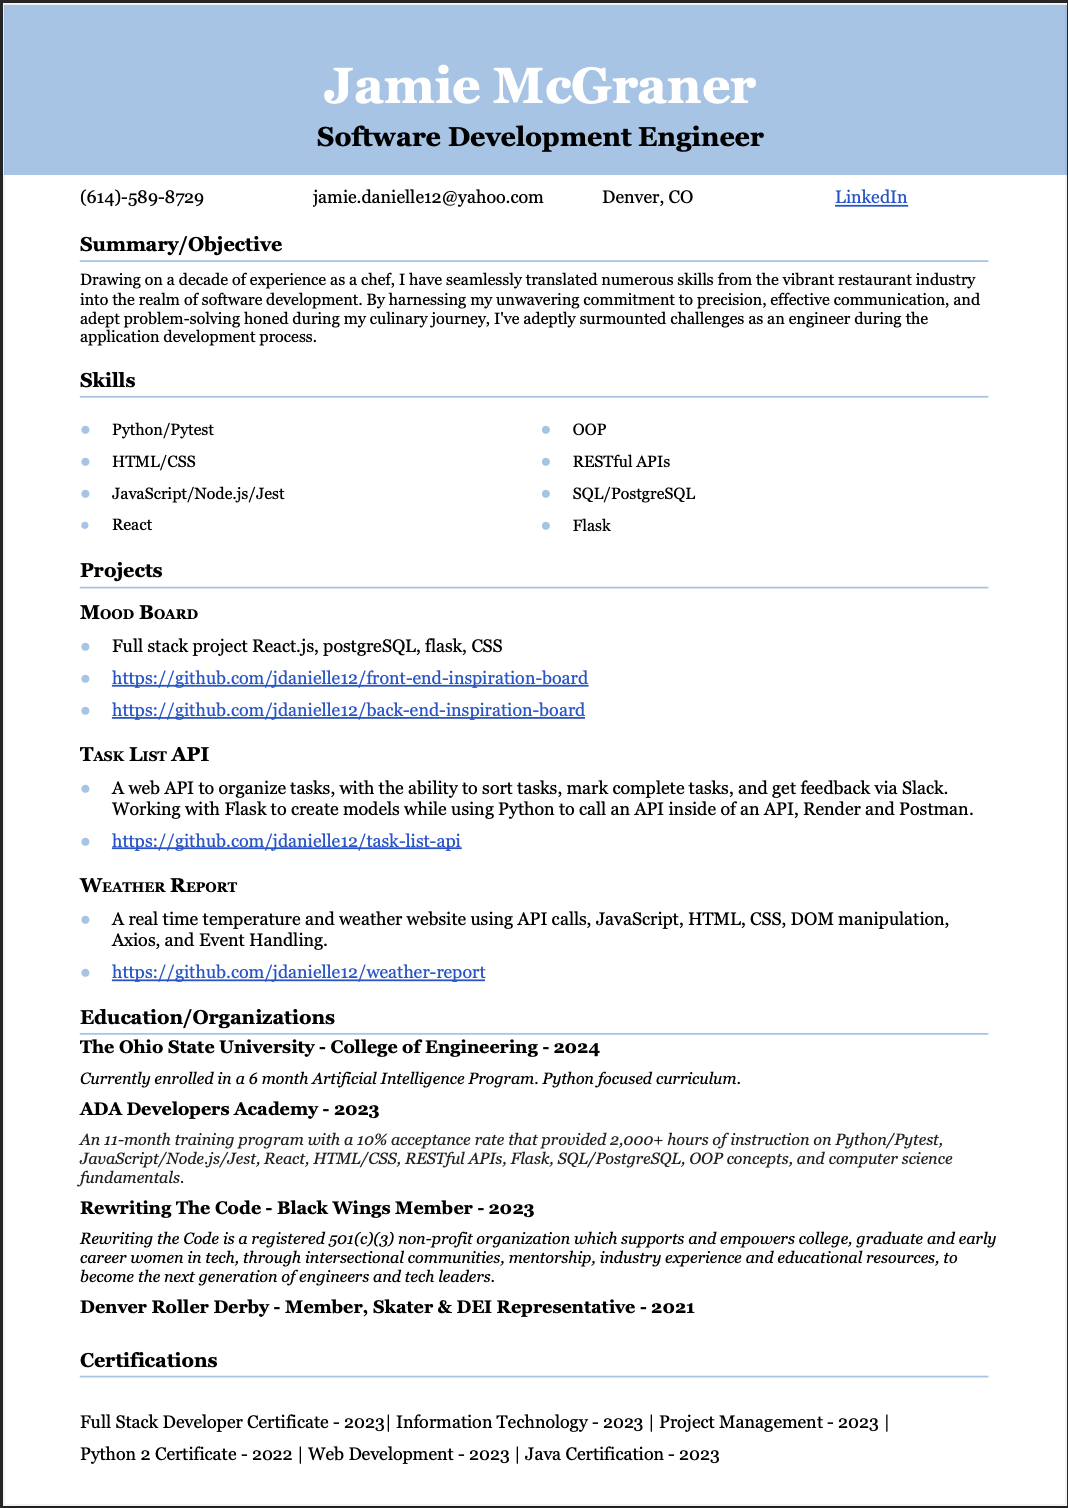 Jamie McGraner
Software Development Engineer
(614)-589-8729 jamie.danielle12@yahoo.com Denver, CO LinkedIn
Summary/Objective
Drawing on a decade of experience as a chef, I have seamlessly translated numerous skills from the vibrant restaurant industry
into the realm of software development. By harnessing my unwavering commitment to precision, effective communication, and
adept problem-solving honed during my culinary journey, I've adeptly surmounted challenges as an engineer during the
application development process.
Skills
Python/Pytest
HTML/CSS
JavaScript/Node.js/Jest
React
OOP
RESTful APIs
SQL/PostgreSQL
Flask
Projects
Mood Board
Full stack project React.js, postgreSQL, flask, CSS
https://github.com/jdanielle12/front-end-inspiration-board
https://github.com/jdanielle12/back-end-inspiration-board
Task List API
A web API to organize tasks, with the ability to sort tasks, mark complete tasks, and get feedback via Slack.
Working with Flask to create models while using Python to call an API inside of an API, Render and Postman.
https://github.com/jdanielle12/task-list-api
Weather Report
A real time temperature and weather website using API calls, JavaScript, HTML, CSS, DOM manipulation,
Axios, and Event Handling.
https://github.com/jdanielle12/weather-report
Education/Organizations
The Ohio State University - College of Engineering - 2024
Currently enrolled in a 6 month Artificial Intelligence Program. Python focused curriculum.
ADA Developers Academy - 2023
An 11-month training program with a 10% acceptance rate that provided 2,000+ hours of instruction on Python/Pytest,
JavaScript/Node.js/Jest, React, HTML/CSS, RESTful APIs, Flask, SQL/PostgreSQL, OOP concepts, and computer science
fundamentals.
Rewriting The Code - Black Wings Member - 2023
Rewriting the Code is a registered 501(c)(3) non-profit organization which supports and empowers college, graduate and early
career women in tech, through intersectional communities, mentorship, industry experience and educational resources, to
become the next generation of engineers and tech leaders.
Denver Roller Derby - Member, Skater & DEI Representative - 2021
Certifications
Full Stack Developer Certificate - 2023| Information Technology - 2023 | Project Management - 2023 |
Python 2 Certificate - 2022 | Web Development - 2023 | Java Certification - 2023